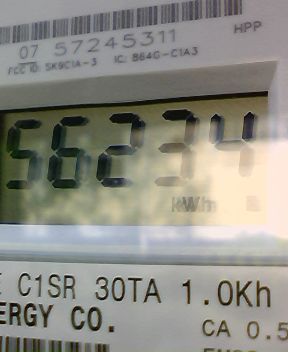 07 57245311 HPP
FCC ID: SK9C1A-3 IC: 864G-C1A3
56234
kWh
C1SR 30TA 1.0Kh
ERGY CO.
CA 0.5